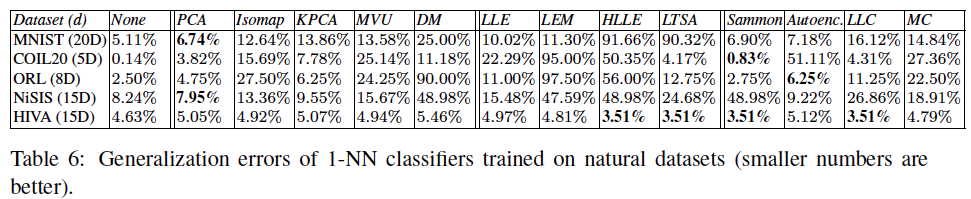 Dataset (d) None PCA Isomap KPCA MVU DM LLE LEM HLLE LTSA Sammon Autoenc. LLC MC
MNIST (20D) 5.11% 6.74% 12.64% 13.86% 13.58% 25.00% 10.02% 11.30% 91.66% 90.32% 6.90% 7.18% 16.12% 14.84%
COIL20 (5D) 0.14% 3.82% 15.69% 7.78% 25.14% 11.18% 22.29% 95.00% 50.35% 4.17% 0.83% 51.11% 4.31% 27.36%
ORL (8D) 2.50% 4.75% 27.50% 6.25% 24.25% 90.00% 11.00% 97.50% 56.00% 12.75% 2.75% 6.25% 11.25% 22.50%
NiSIS (15D) 8.24% 7.95% 13.36% 9.55% 15.67% 48.98% 15.48% 47.59% 48.98% 24.68% 48.98% 9.22% 26.86% 18.91%
HIVA (15D) 4.63% 5.05% 4.92% 5.07% 4.94% 5.46% 4.97% 4.81% 3.51% 3.51% 3.51% 5.12% 3.51% 4.79%
Table 6: Generalization errors of 1-NN classifiers trained on natural datasets (smaller numbers are
better).